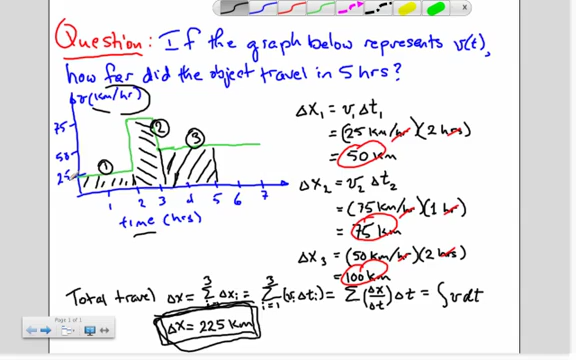 Question: If the graph below represents v(t),
how far did the object travel in 5 hrs?
v(km/hr)
75
50
25
1
2
3
1 2 3 4 5 6 7
time (hrs)
Δx₁ = v₁ Δt₁
= (25 km/hr)(2 hrs)
= 50 km
Δx₂ = v₂ Δt₂
= (75 km/hr)(1 hr)
= 75 km
Δx₃ = (50 km/hr)(2 hrs)
= 100 km
Total travel Δx = ∑³ᵢ₌₁ Δxᵢ = ∑³ᵢ₌₁ (vᵢ Δtᵢ) = ∑ (Δx/Δt) Δt = ∫v dt
Δx = 225 km
Page 1 of 1